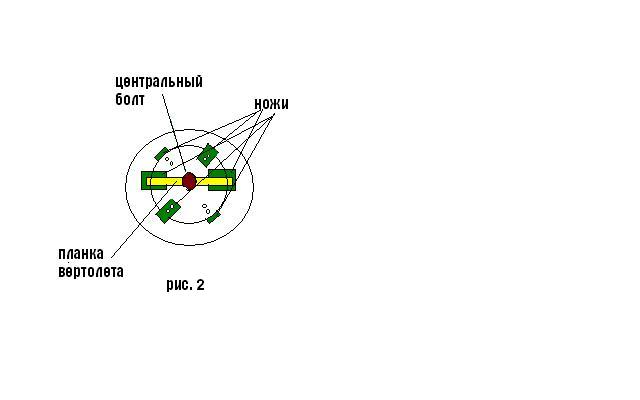 центральный
болт
ножи
планка
вертолета
рис. 2